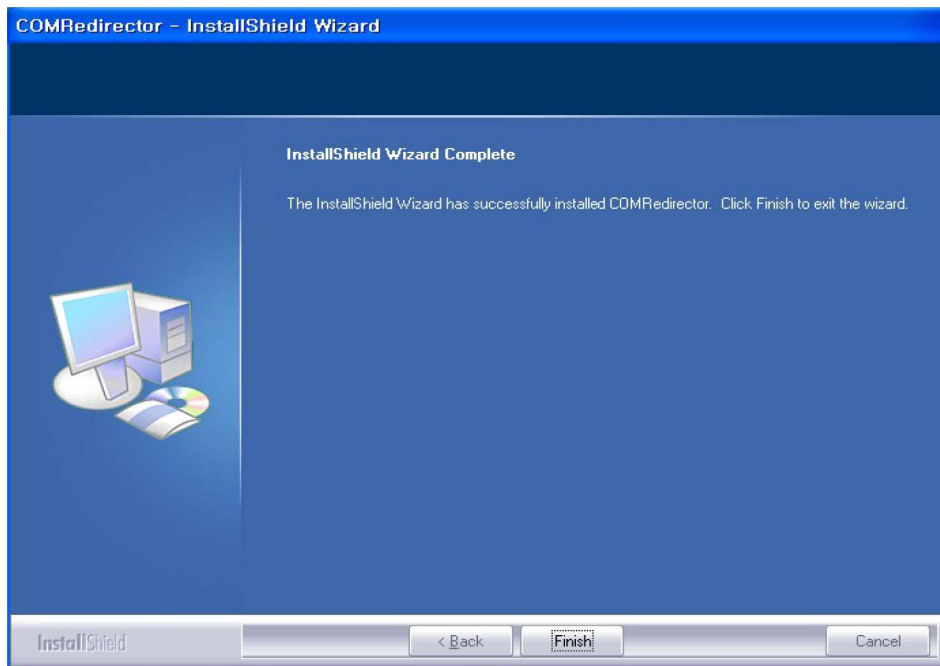 COMRedirector - InstallShield Wizard
InstallShield Wizard Complete
The InstallShield Wizard has successfully installed COMRedirector. Click Finish to exit the wizard.
InstallShield
< Back
Finish
Cancel